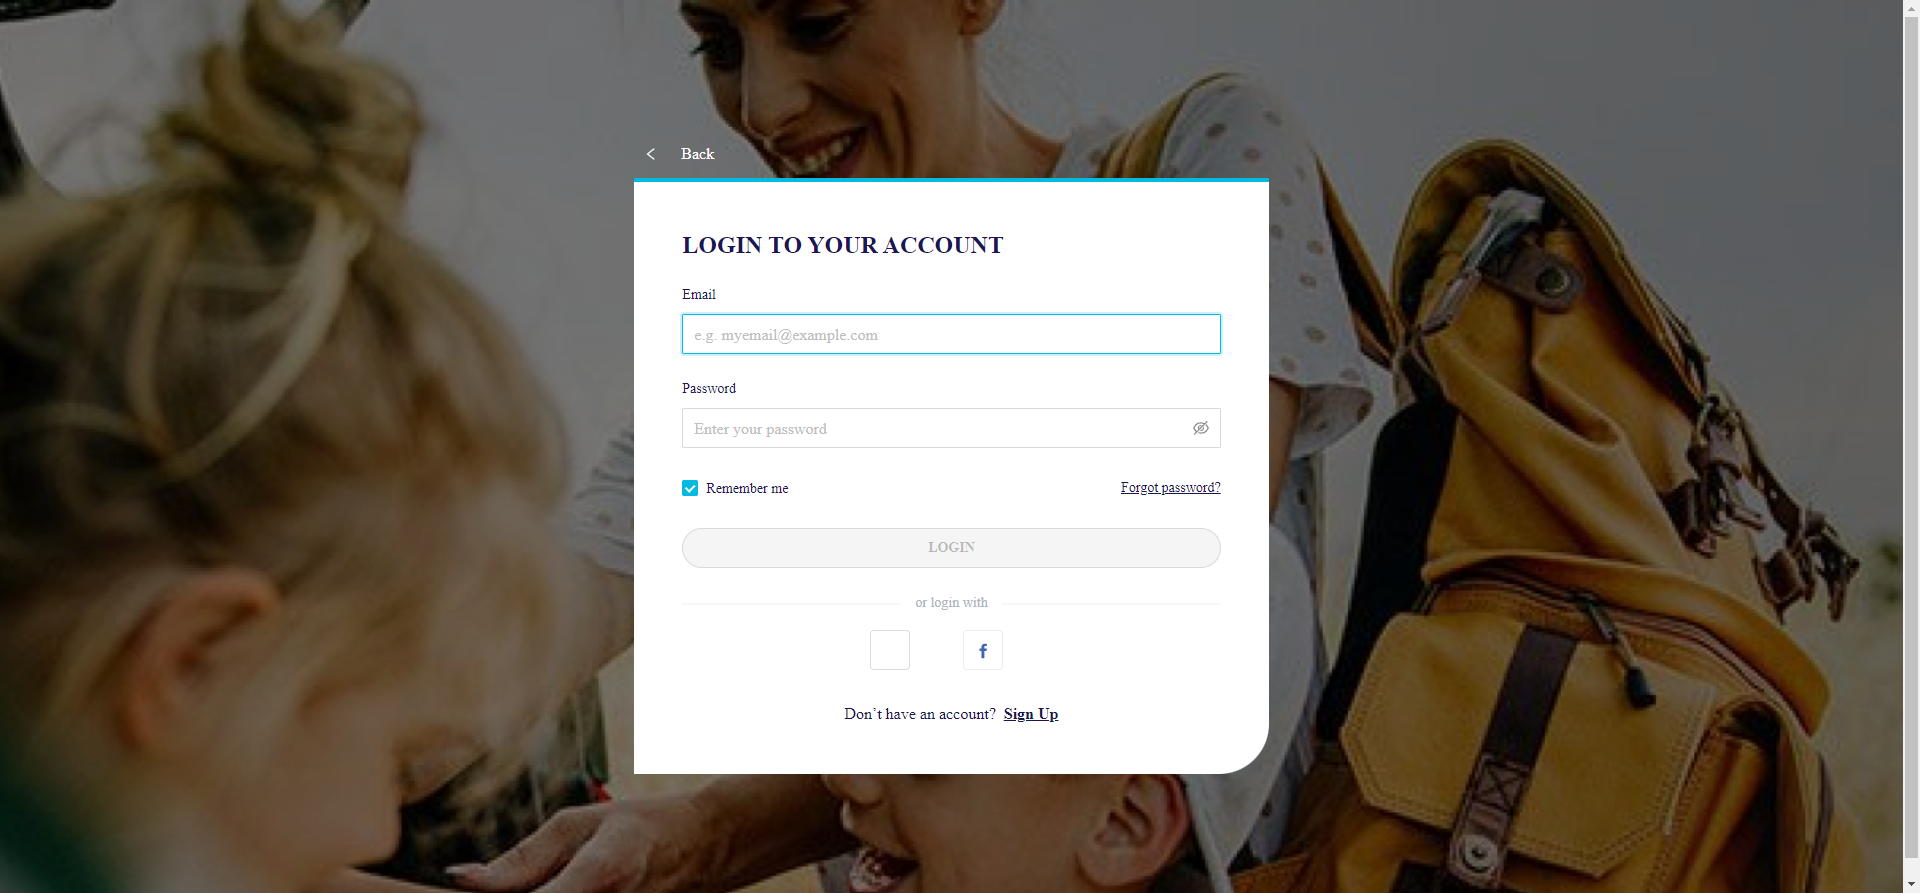 Back
LOGIN TO YOUR ACCOUNT
Email
e.g. myemail@example.com
Password
Enter your password
Remember me
Forgot password?
LOGIN
or login with
f
Don't have an account? Sign Up